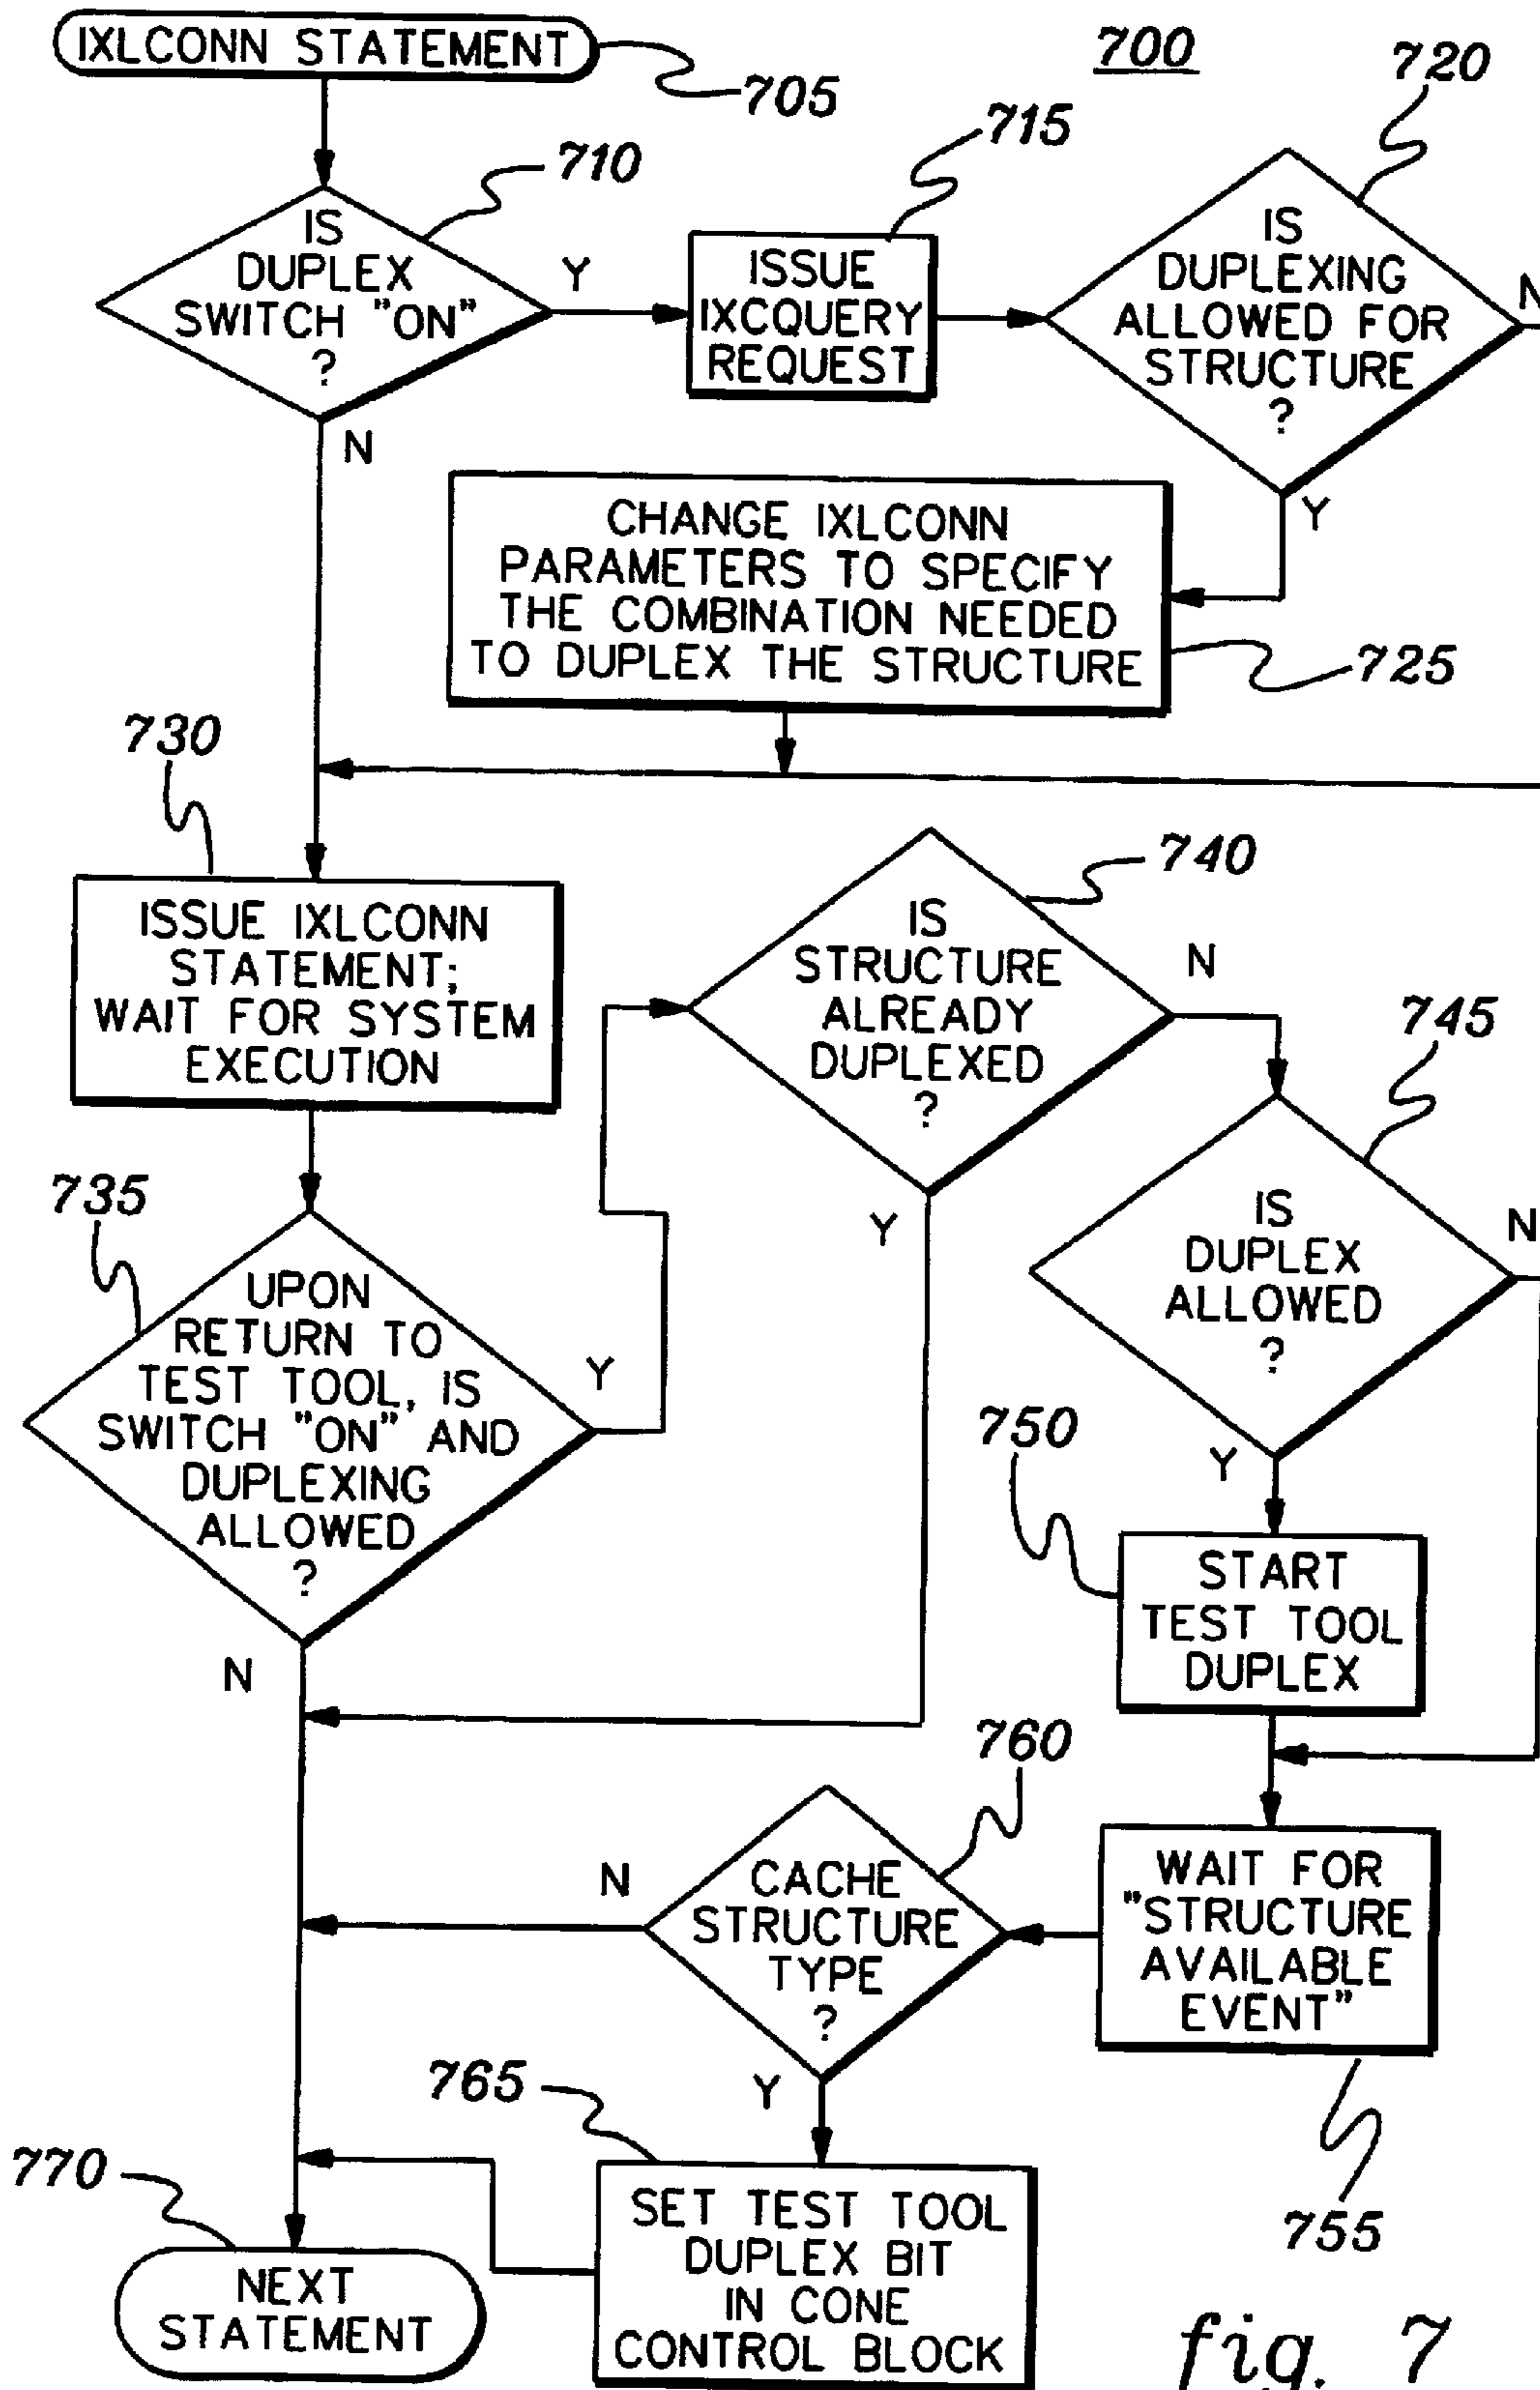 IXLCONN STATEMENT
705
700
720
710
715
IS
DUPLEX
SWITCH "ON"
?
Y
N
ISSUE
IXCQUERY
REQUEST
IS
DUPLEXING
ALLOWED FOR
STRUCTURE
?
N
Y
CHANGE IXLCONN
PARAMETERS TO SPECIFY
THE COMBINATION NEEDED
TO DUPLEX THE STRUCTURE
725
730
ISSUE IXLCONN
STATEMENT;
WAIT FOR SYSTEM
EXECUTION
740
IS
STRUCTURE
ALREADY
DUPLEXED
?
N
Y
745
735
UPON
RETURN TO
TEST TOOL, IS
SWITCH "ON" AND
DUPLEXING
ALLOWED
?
Y
N
IS
DUPLEX
ALLOWED
?
N
Y
750
START
TEST TOOL
DUPLEX
760
CACHE
STRUCTURE
TYPE
?
N
Y
WAIT FOR
"STRUCTURE
AVAILABLE
EVENT"
755
765
SET TEST TOOL
DUPLEX BIT
IN CONE
CONTROL BLOCK
770
NEXT
STATEMENT
fig. 7